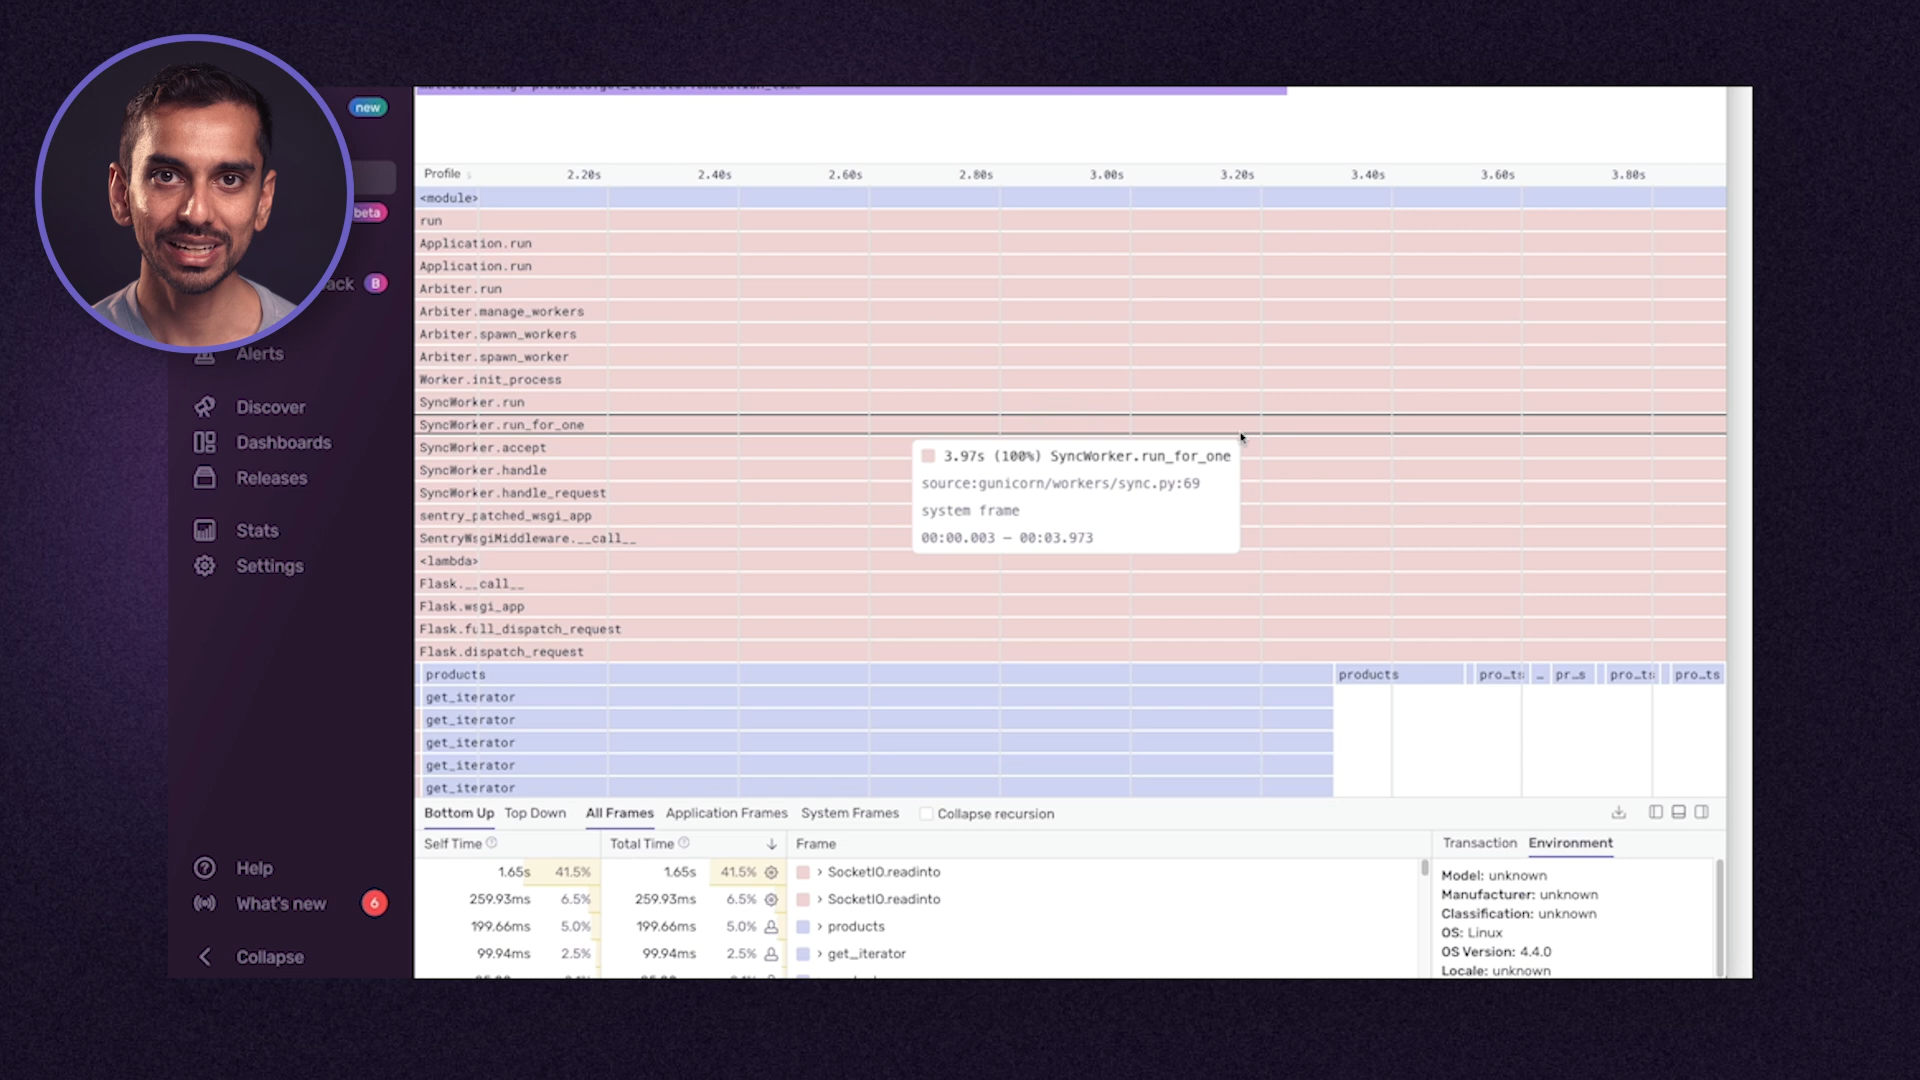 new
beta
ack B
Alerts
Discover
Dashboards
Releases
Stats
Settings
Help
What's new 6
Collapse
Profile 2.20s 2.40s 2.60s 2.80s 3.00s 3.20s 3.40s 3.60s 3.80s
<module>
run
Application.run
Application.run
Arbiter.run
Arbiter.manage_workers
Arbiter.spawn_workers
Arbiter.spawn_worker
Worker.init_process
SyncWorker.run
SyncWorker.run_for_one
SyncWorker.accept
SyncWorker.handle
SyncWorker.handle_request
sentry_patched_wsgi_app
SentryWsgiMiddleware.__call__
<lambda>
Flask.__call__
Flask.wsgi_app
Flask.full_dispatch_request
Flask.dispatch_request
3.97s (100%) SyncWorker.run_for_one
source:gunicorn/workers/sync.py:69
system frame
00:00.003 — 00:03.973
products products pro…ts … pr…s pro…ts pro…ts
get_iterator
get_iterator
get_iterator
get_iterator
get_iterator
Bottom Up Top Down All Frames Application Frames System Frames Collapse recursion
Self Time Total Time Frame
1.65s 41.5% 1.65s 41.5% SocketIO.readinto
259.93ms 6.5% 259.93ms 6.5% SocketIO.readinto
199.66ms 5.0% 199.66ms 5.0% products
99.94ms 2.5% 99.94ms 2.5% get_iterator
Transaction Environment
Model: unknown
Manufacturer: unknown
Classification: unknown
OS: Linux
OS Version: 4.4.0
Locale: unknown